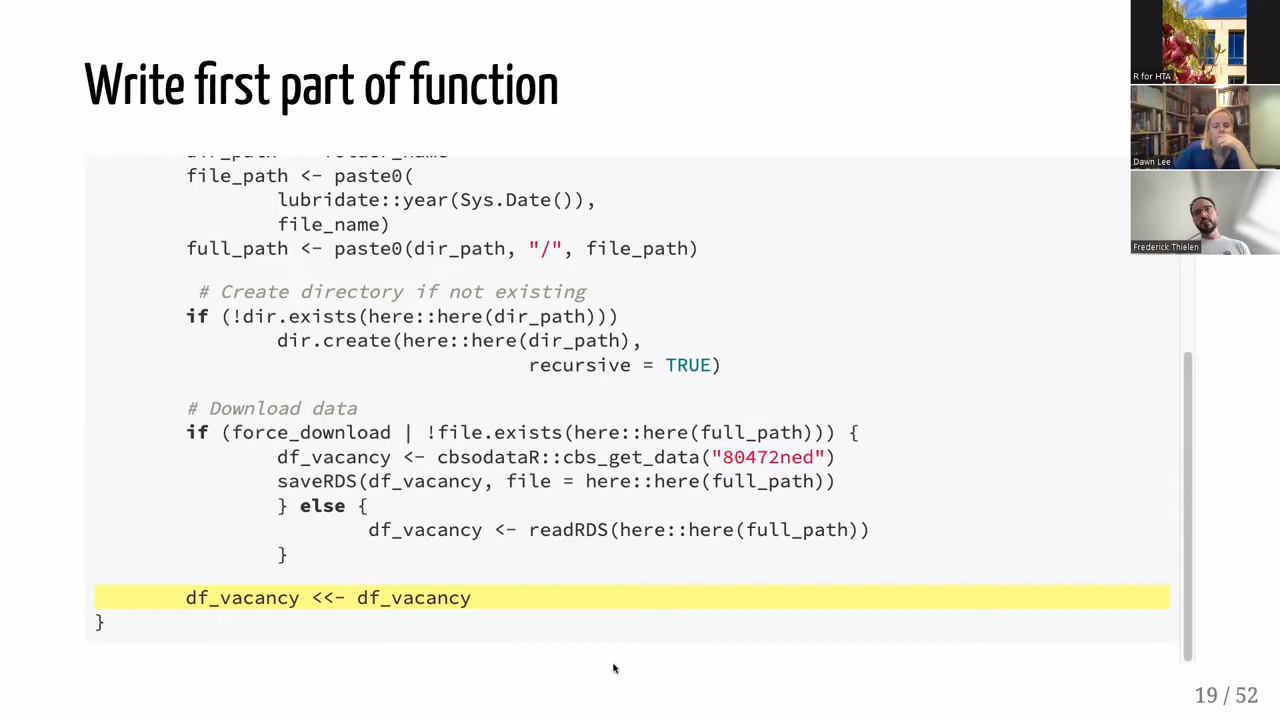 Write first part of function
file_path <- paste0(
lubridate::year(Sys.Date()),
file_name)
full_path <- paste0(dir_path, "/", file_path)
# Create directory if not existing
if (!dir.exists(here::here(dir_path)))
dir.create(here::here(dir_path),
recursive = TRUE)
# Download data
if (force_download | !file.exists(here::here(full_path))) {
df_vacancy <- cbsodataR::cbs_get_data("80472ned")
saveRDS(df_vacancy, file = here::here(full_path))
} else {
df_vacancy <- readRDS(here::here(full_path))
}
df_vacancy <<- df_vacancy
}
19 / 52
R for HTA
Dawn Lee
Frederick Thielen